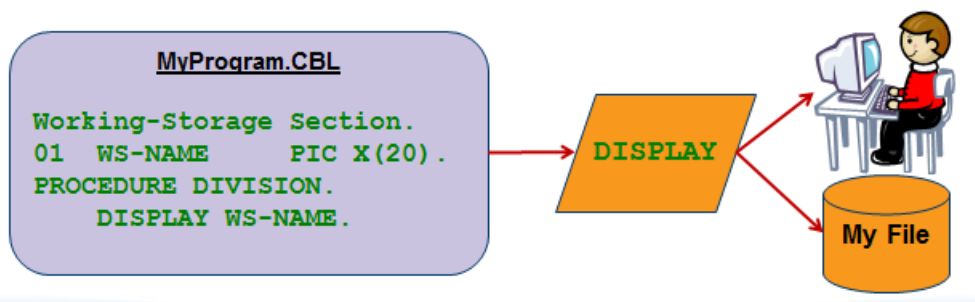 MyProgram.CBL
Working-Storage Section.
01 WS-NAME PIC X(20).
PROCEDURE DIVISION.
DISPLAY WS-NAME.
DISPLAY
My File